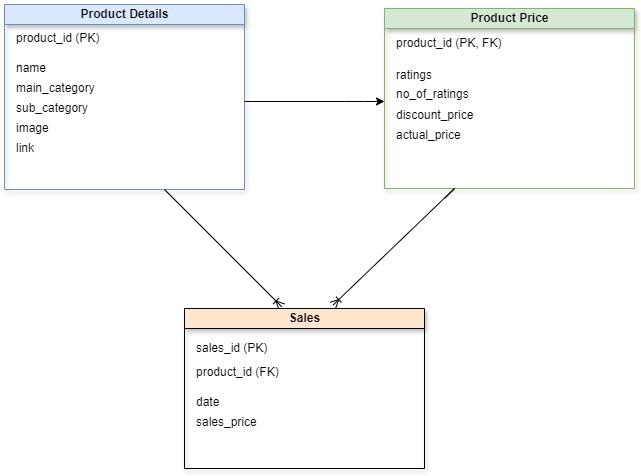 Product Details
product_id (PK)
name
main_category
sub_category
image
link
Product Price
product_id (PK, FK)
ratings
no_of_ratings
discount_price
actual_price
Sales
sales_id (PK)
product_id (FK)
date
sales_price